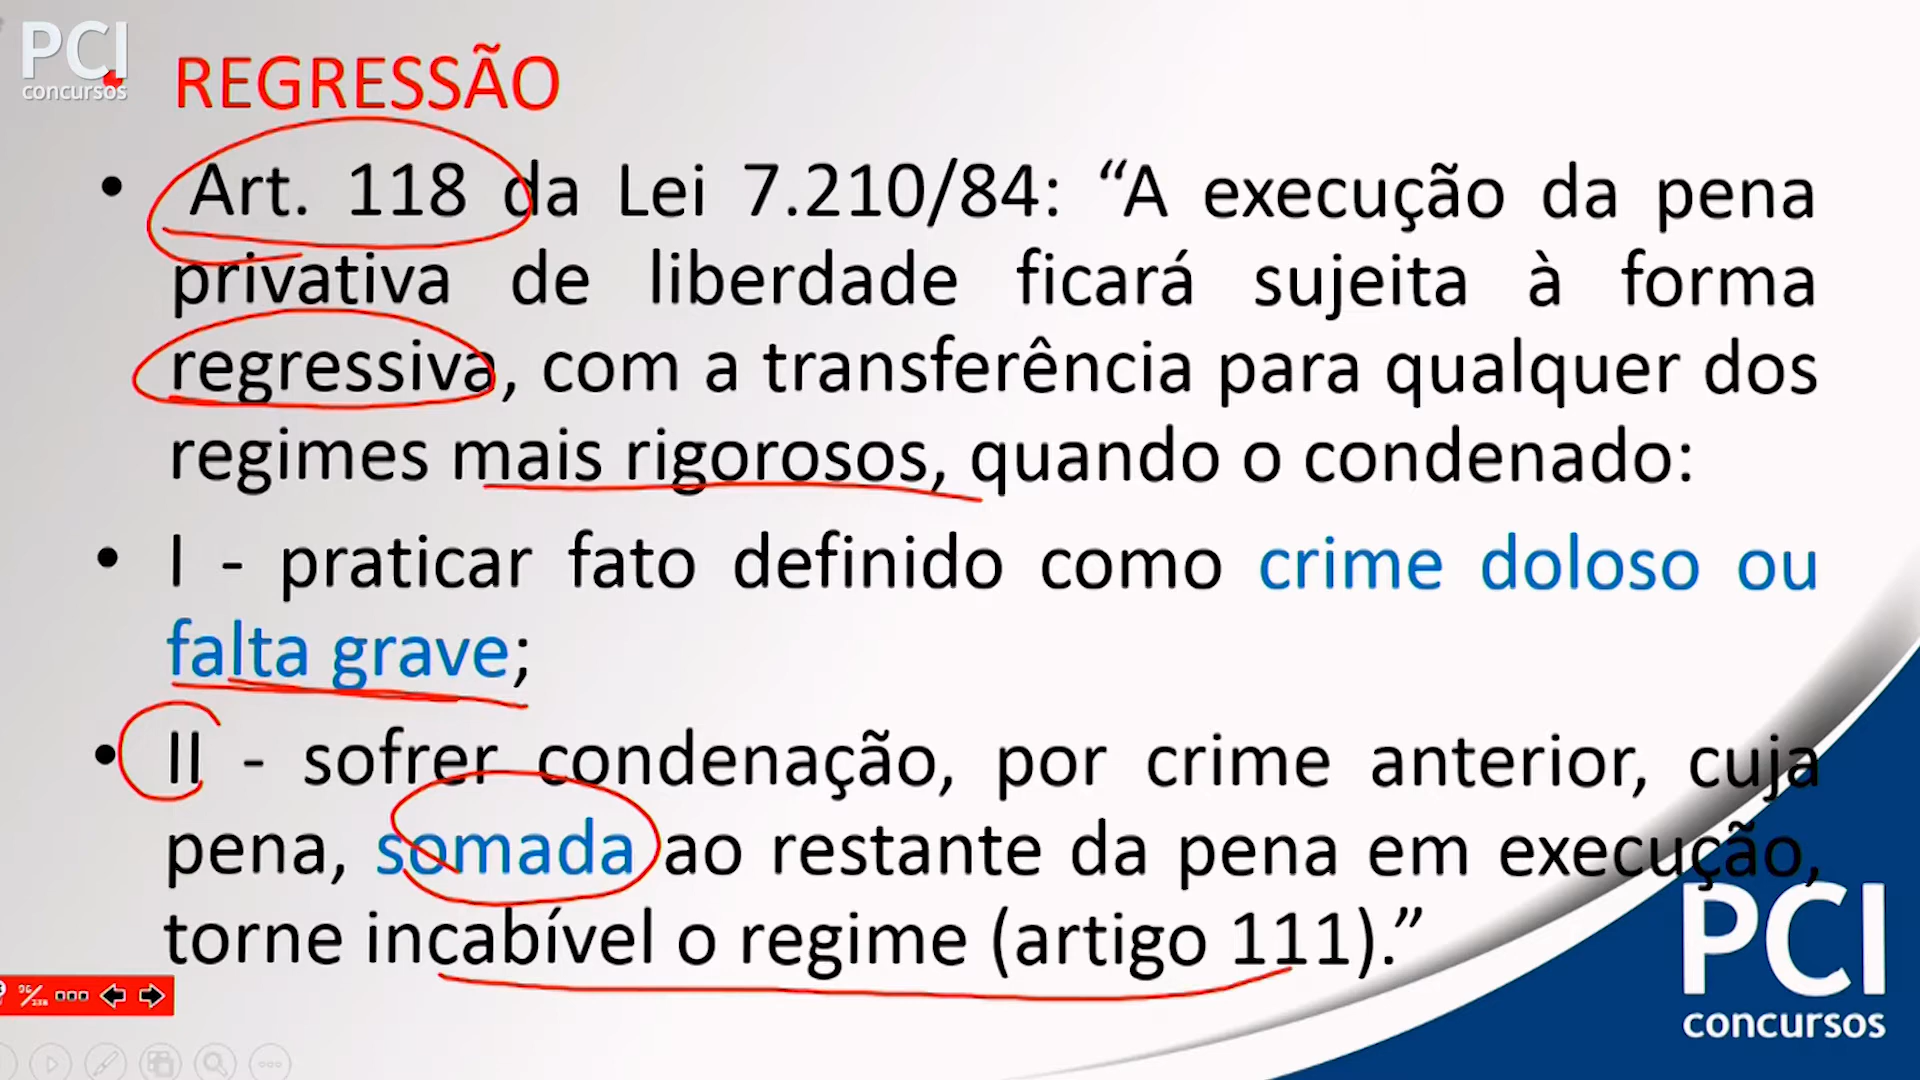 PCI
concursos
REGRESSÃO
• Art. 118 da Lei 7.210/84: “A execução da pena
privativa de liberdade ficará sujeita à forma
regressiva, com a transferência para qualquer dos
regimes mais rigorosos, quando o condenado:
• I - praticar fato definido como crime doloso ou
falta grave;
• II - sofrer condenação, por crime anterior, cuja
pena, somada ao restante da pena em execução,
torne incabível o regime (artigo 111).”
PCI
concursos